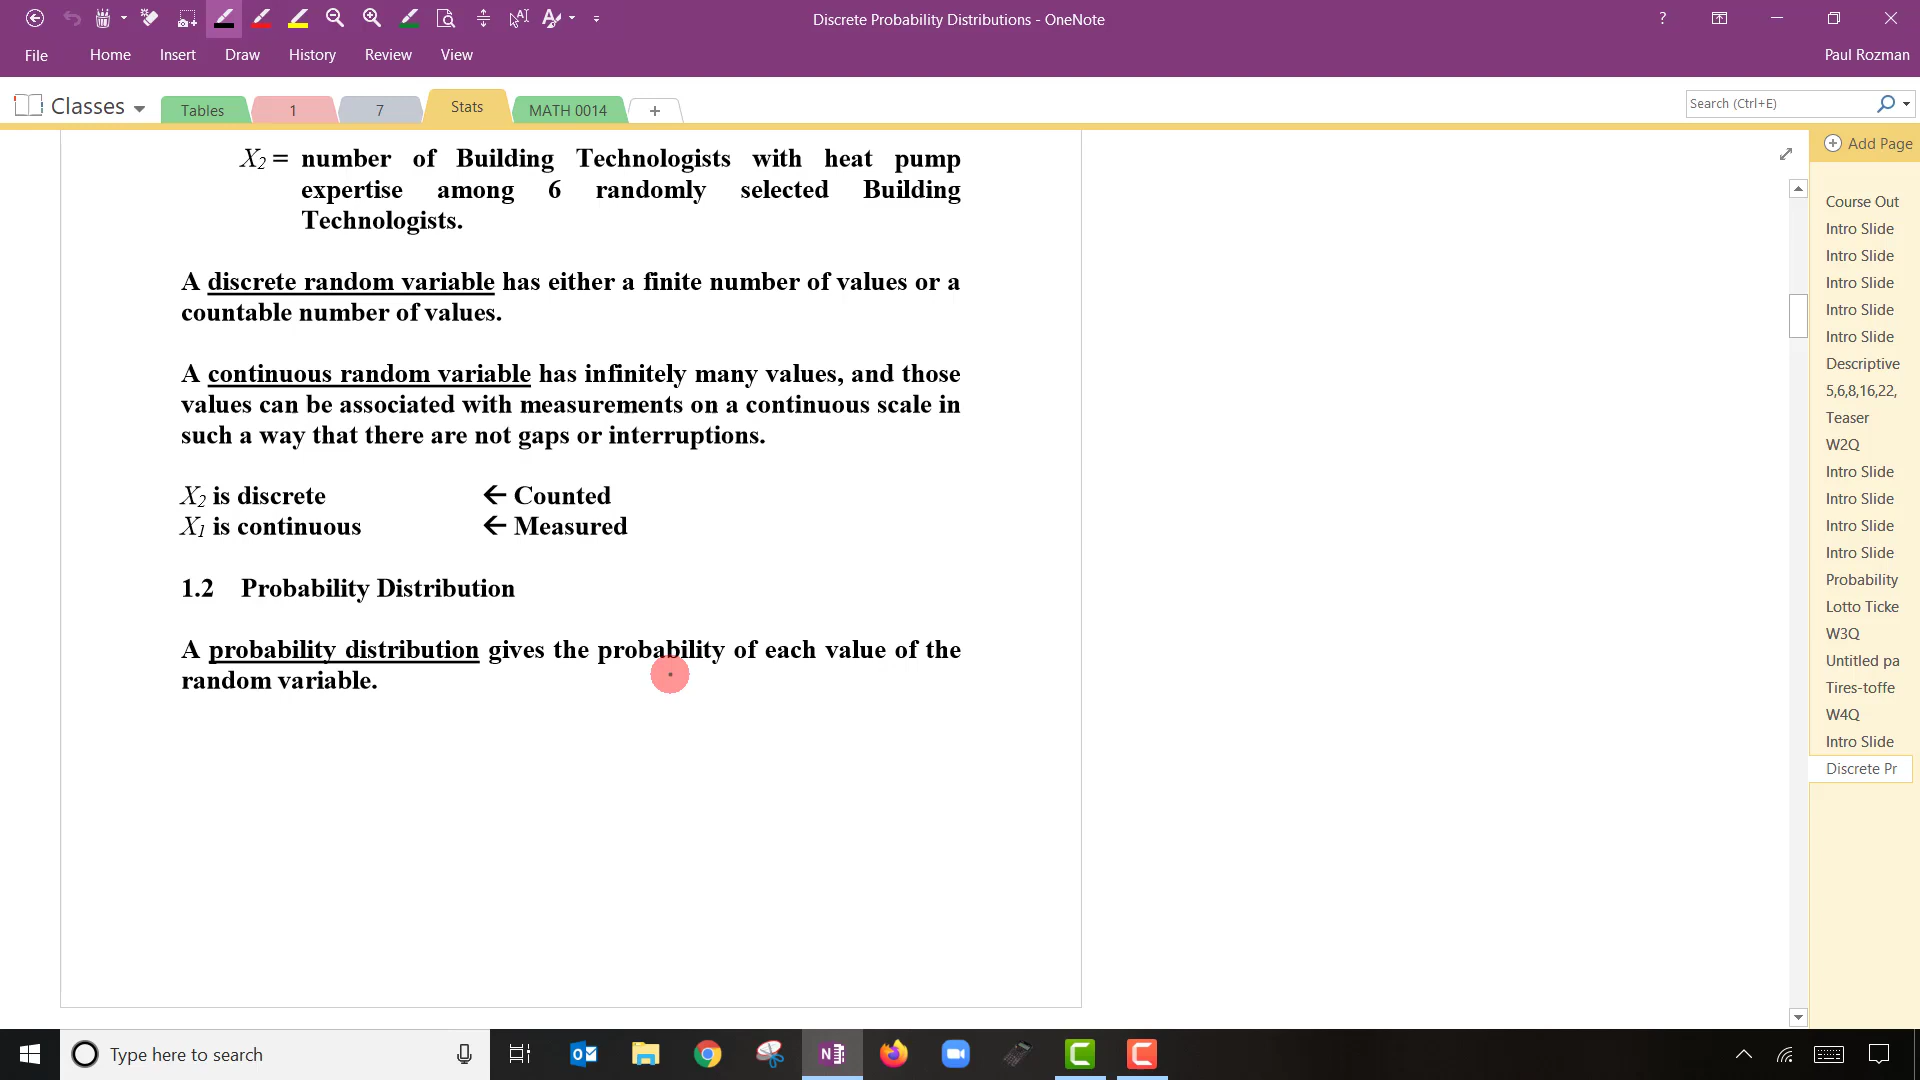 Discrete Probability Distributions - OneNote
?
File
Home
Insert
Draw
History
Review
View
Paul Rozman
Classes
Tables
1
7
Stats
MATH 0014
+
Search (Ctrl+E)
X2 = number of Building Technologists with heat pump
expertise among 6 randomly selected Building
Technologists.
A discrete random variable has either a finite number of values or a
countable number of values.
A continuous random variable has infinitely many values, and those
values can be associated with measurements on a continuous scale in
such a way that there are not gaps or interruptions.
X2 is discrete ← Counted
X1 is continuous ← Measured
1.2 Probability Distribution
A probability distribution gives the probability of each value of the
random variable.
Add Page
Course Out
Intro Slide
Intro Slide
Intro Slide
Intro Slide
Intro Slide
Descriptive
5,6,8,16,22,
Teaser
W2Q
Intro Slide
Intro Slide
Intro Slide
Intro Slide
Probability
Lotto Ticke
W3Q
Untitled pa
Tires-toffe
W4Q
Intro Slide
Discrete Pr
Type here to search